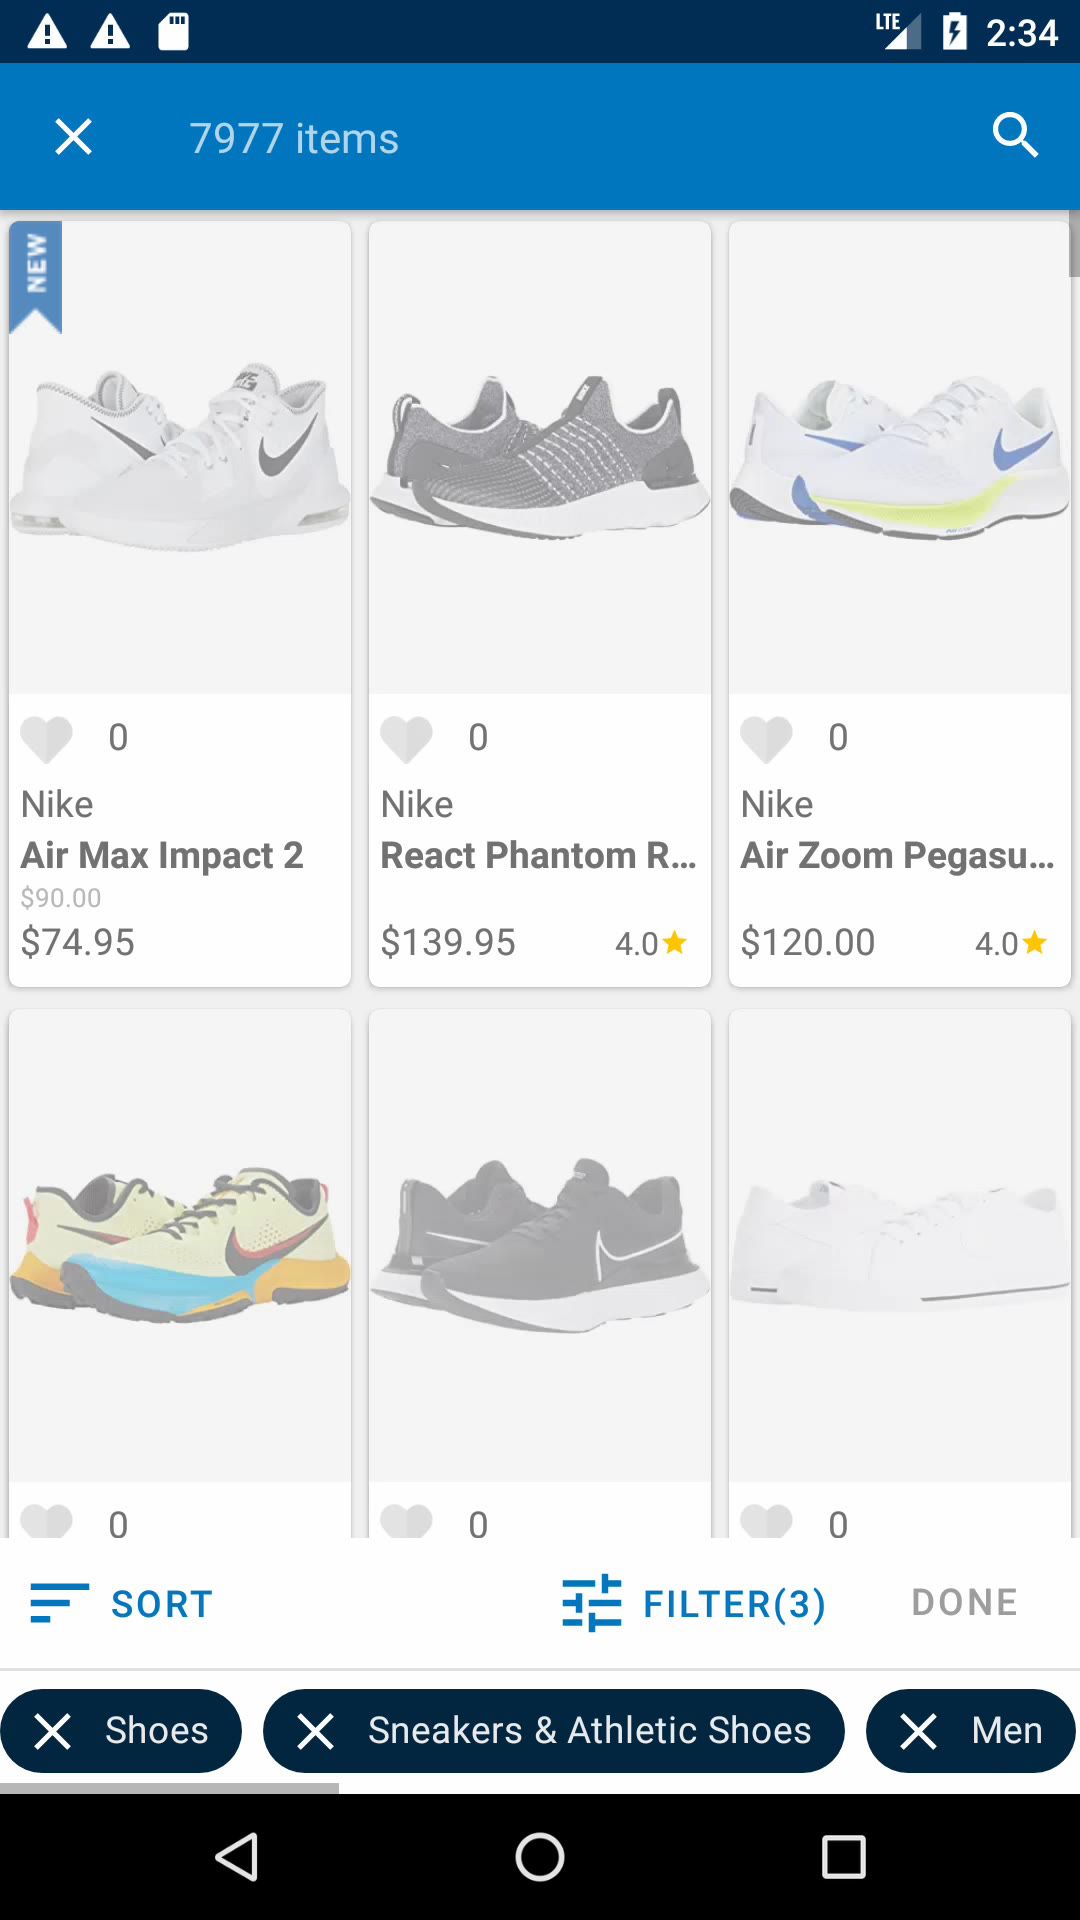 LTE 2:34
7977 items
NEW
0 0 0
Nike Nike Nike
Air Max Impact 2 React Phantom R... Air Zoom Pegasu...
$90.00
$74.95 $139.95 4.0 $120.00 4.0
0 0 0
SORT FILTER(3) DONE
Shoes Sneakers & Athletic Shoes Men